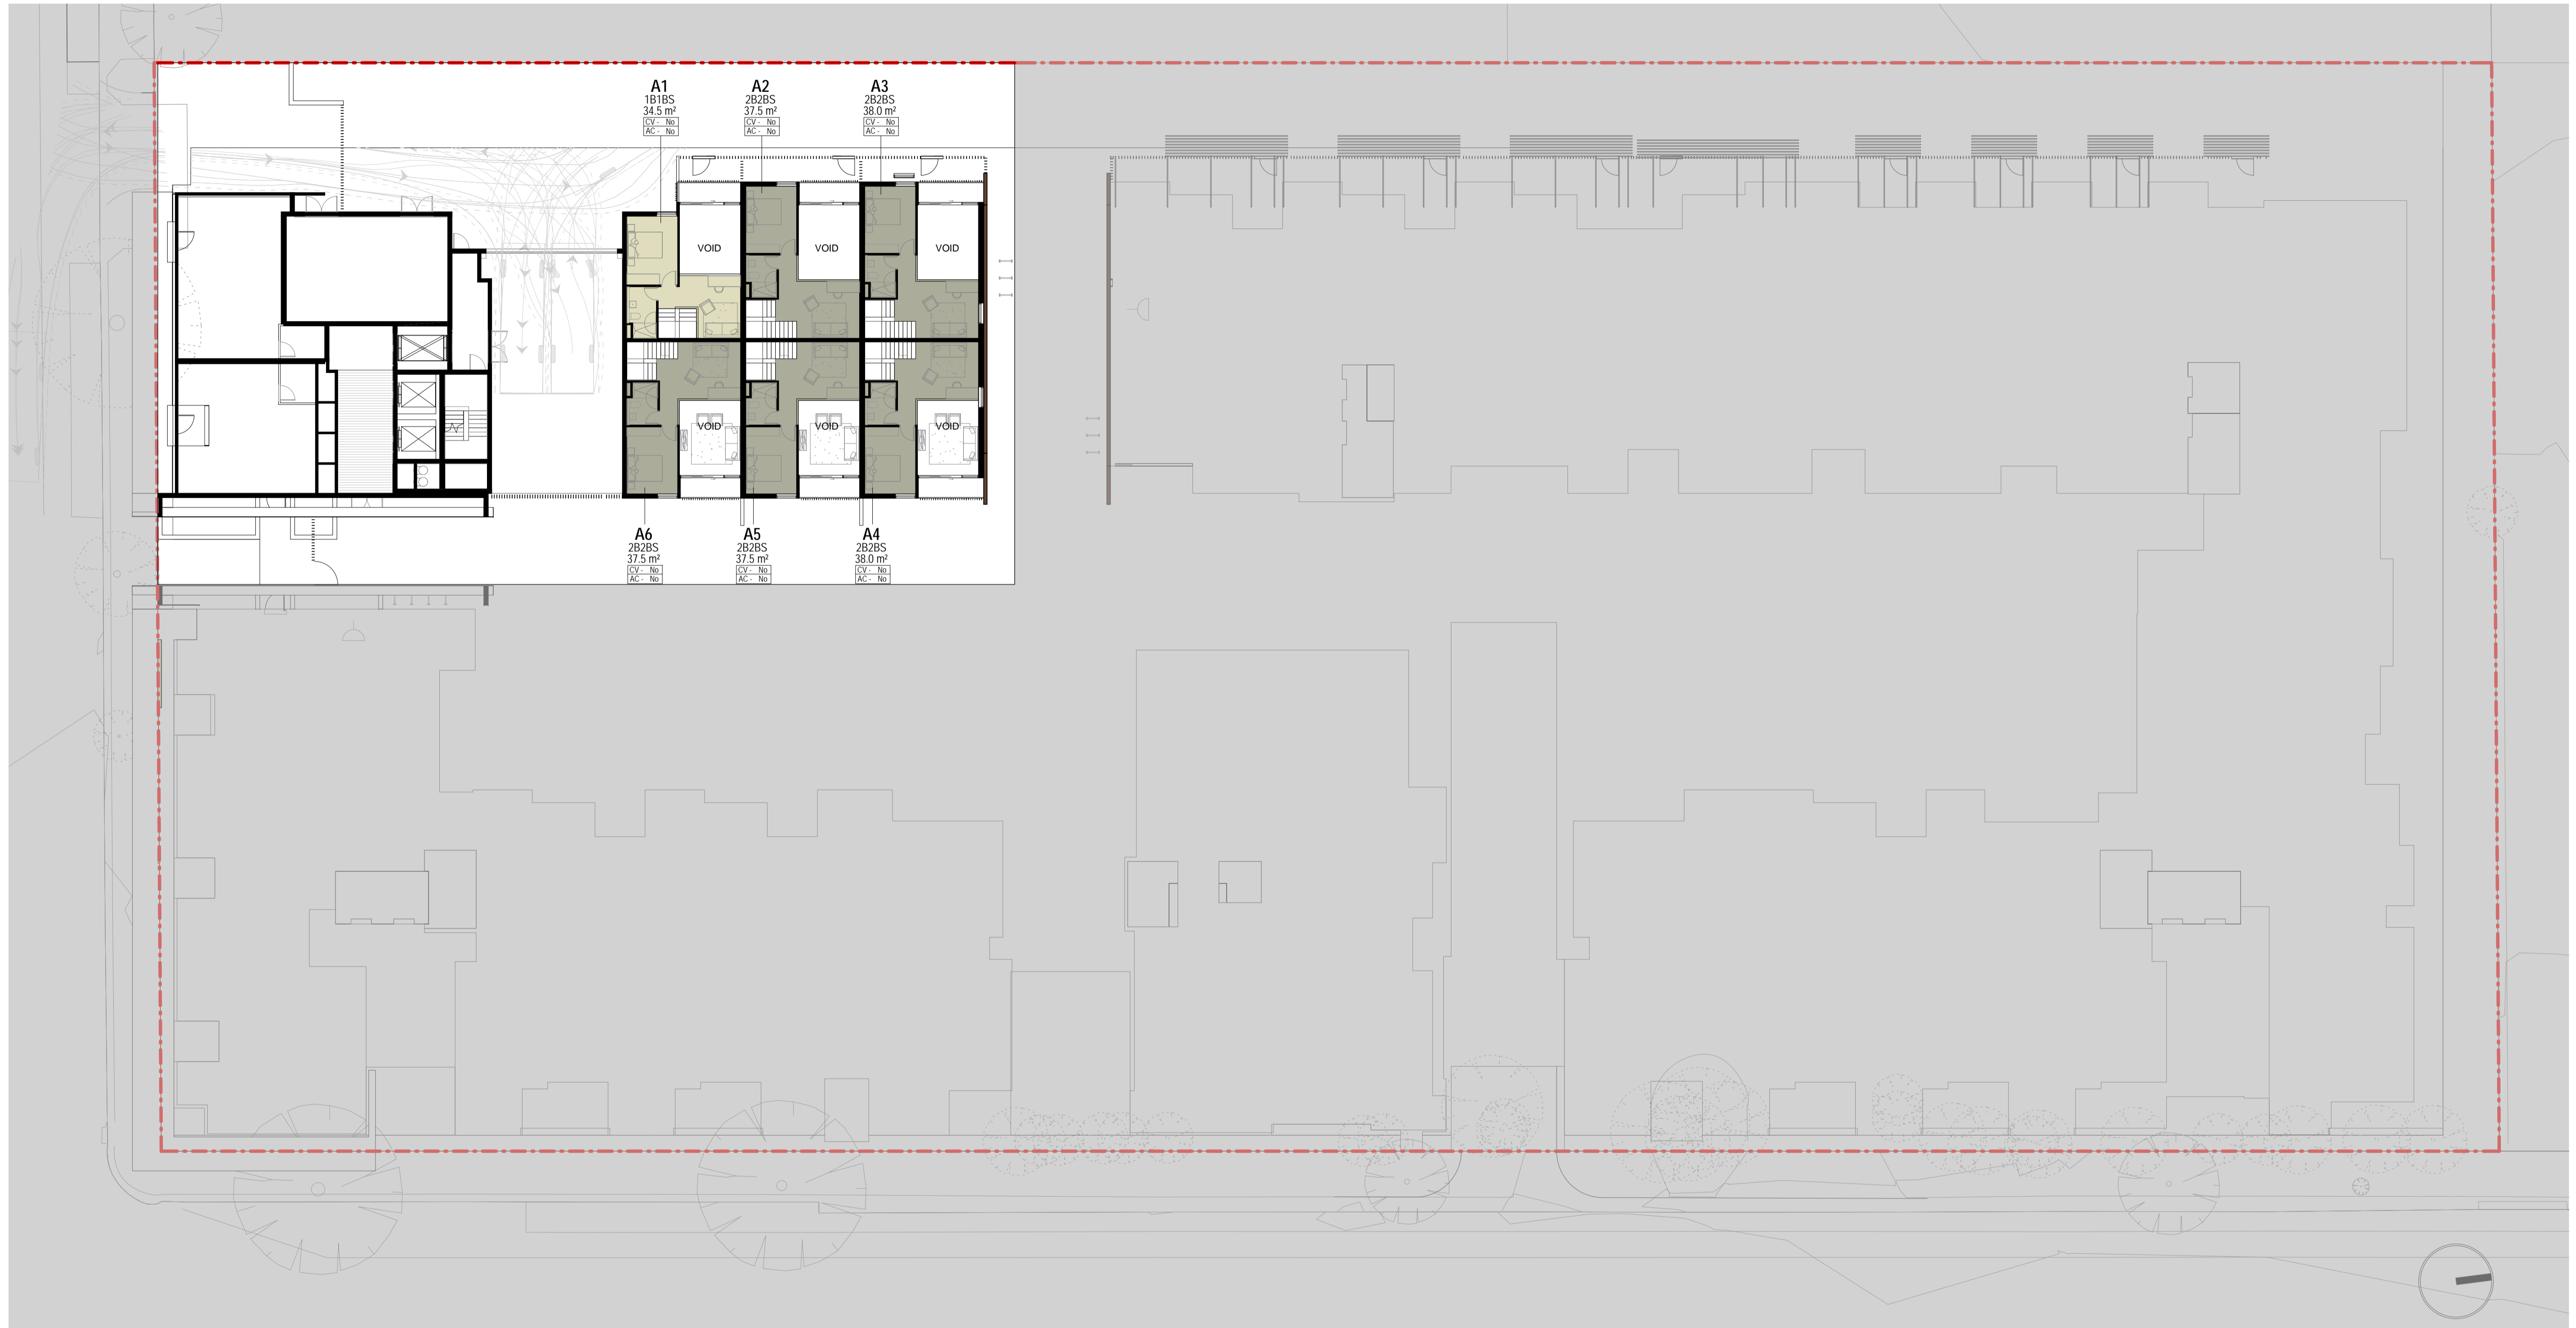 A1
1B1BS
34.5 m²
CV - No
AC - No
A2
2B2BS
37.5 m²
CV - No
AC - No
A3
2B2BS
38.0 m²
CV - No
AC - No
VOID
VOID
VOID
VOID
VOID
VOID
A6
2B2BS
37.5 m²
CV - No
AC - No
A5
2B2BS
37.5 m²
CV - No
AC - No
A4
2B2BS
38.0 m²
CV - No
AC - No